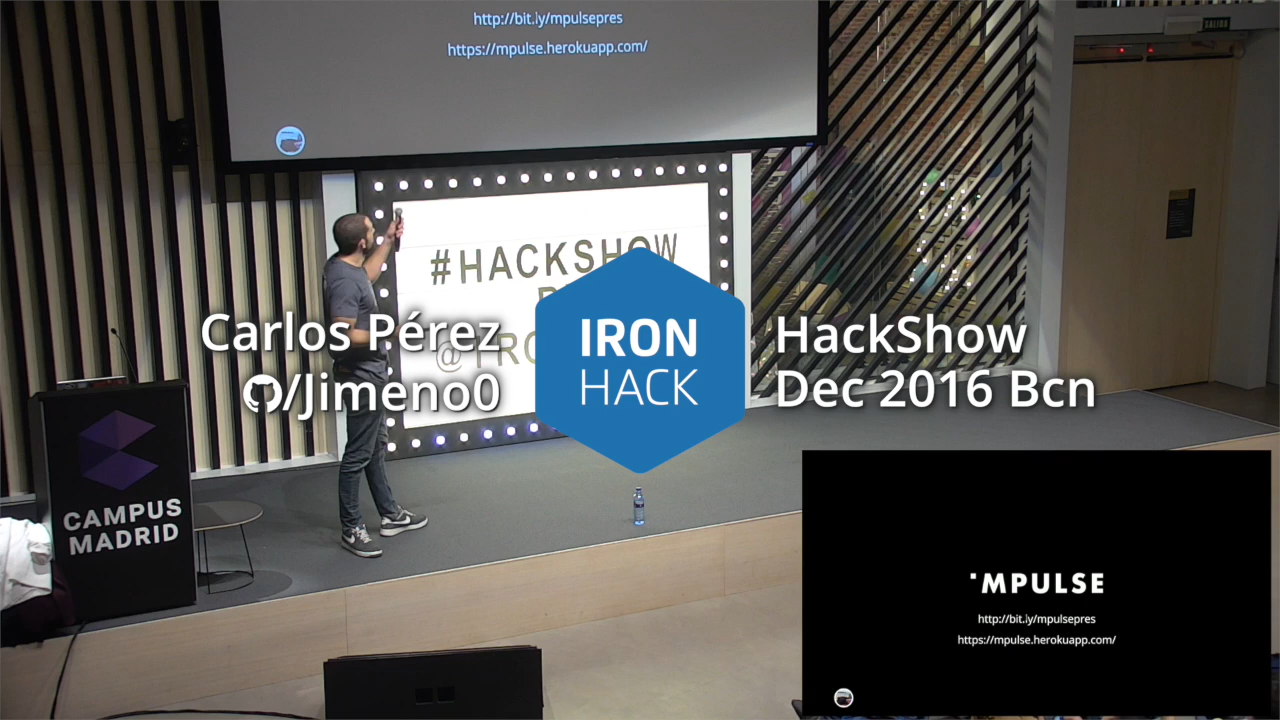 http://bit.ly/mpulsepres
https://mpulse.herokuapp.com/
#HACKSHOW
Carlos Pérez
/Jimeno0
IRON
HACK
HackShow
Dec 2016 Bcn
CAMPUS
MADRID
MPULSE
http://bit.ly/mpulsepres
https://mpulse.herokuapp.com/